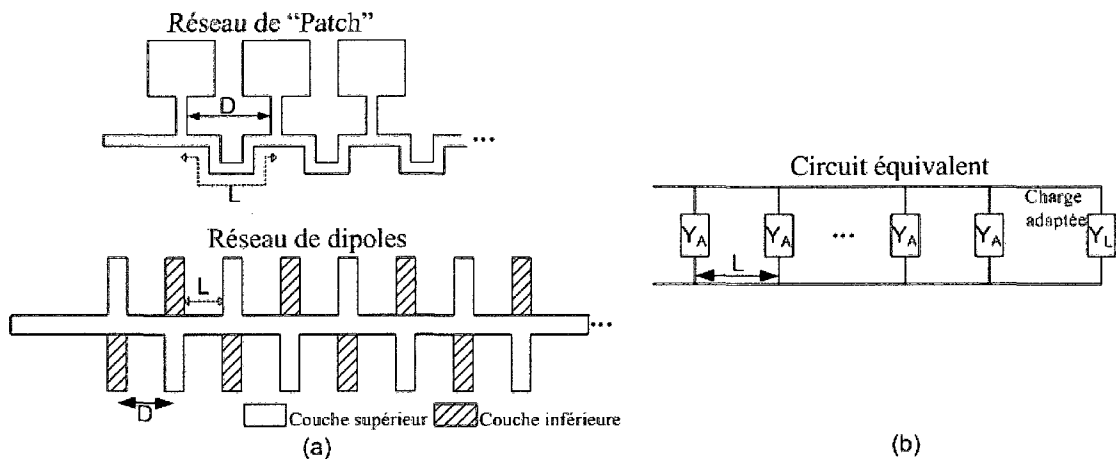 Réseau de “Patch”
D
...
L
Réseau de dipoles
L
...
D
Couche supérieur
Couche inférieure
(a)
Circuit équivalent
Charge
adaptée
Y_A
Y_A
...
Y_A
Y_A
Y_L
L
(b)